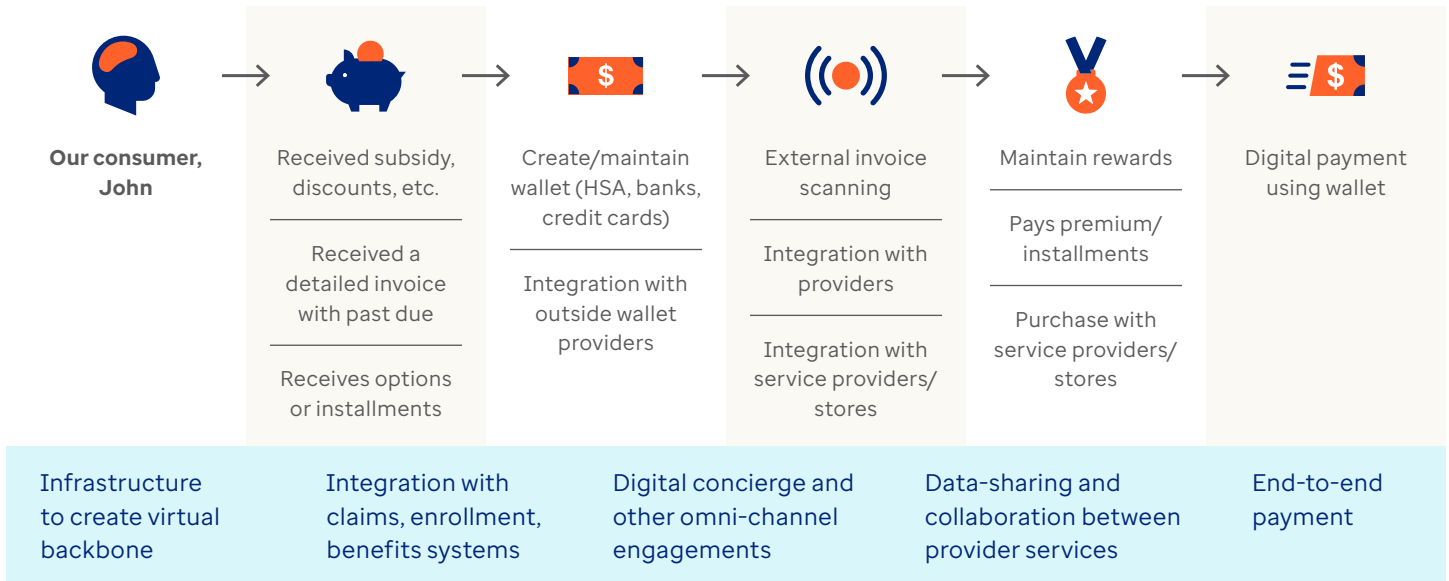 $
$
Our consumer,
John
Received subsidy,
discounts, etc.
Received a
detailed invoice
with past due
Receives options
or installments
Create/maintain
wallet (HSA, banks,
credit cards)
Integration with
outside wallet
providers
External invoice
scanning
Integration with
providers
Integration with
service providers/
stores
Maintain rewards
Pays premium/
installments
Purchase with
service providers/
stores
Digital payment
using wallet
Infrastructure
to create virtual
backbone
Integration with
claims, enrollment,
benefits systems
Digital concierge and
other omni-channel
engagements
Data-sharing and
collaboration between
provider services
End-to-end
payment